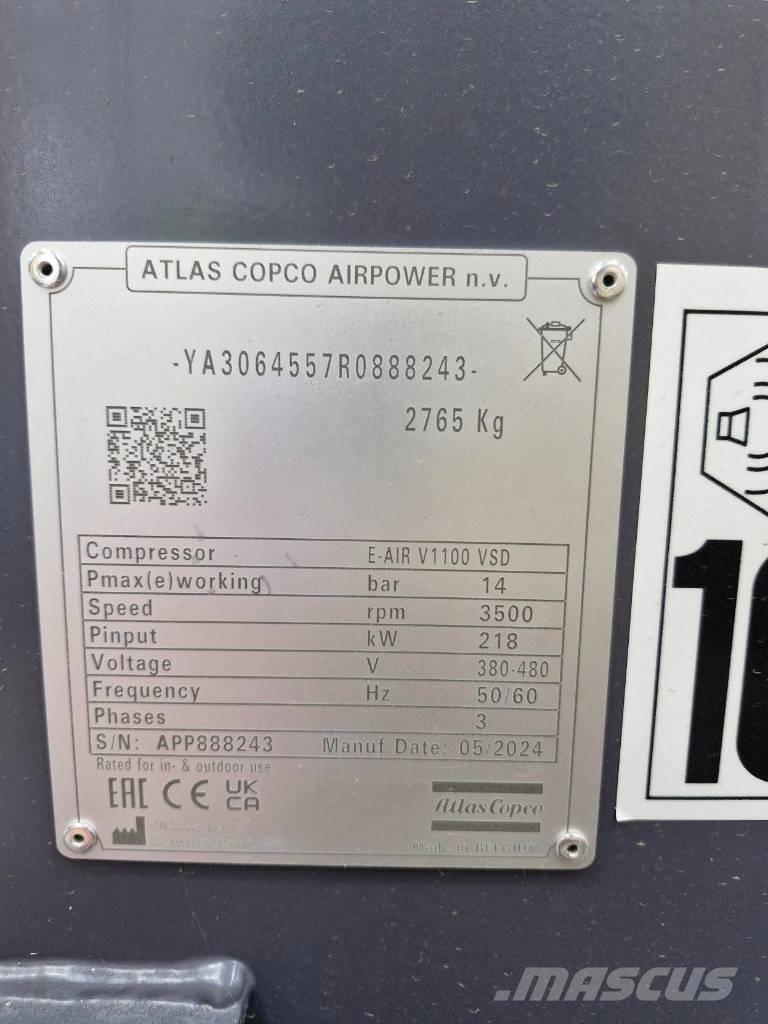 ATLAS COPCO AIRPOWER n.v.
-YA3064557R0888243-
2765 Kg
Compressor E-AIR V1100 VSD
Pmax(e)working bar 14
Speed rpm 3500
Pinput kW 218
Voltage V 380-480
Frequency Hz 50/60
Phases 3
S/N: APP888243 Manuf.Date: 05/2024
Rated for in- & outdoor use
EAC CE UK CA
Atlas Copco
Made in BELGIUM
MASCUS